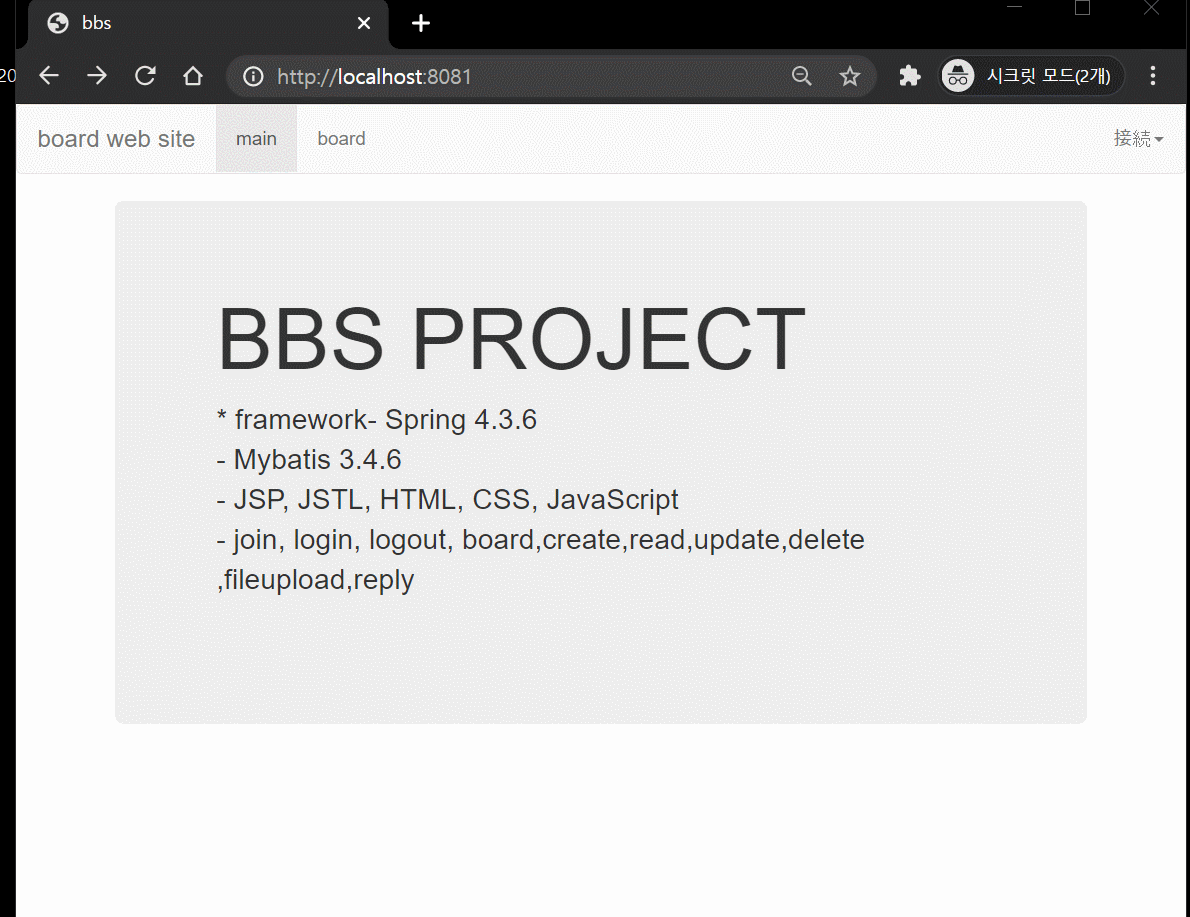 bbs
20
http://localhost:8081
시크릿 모드(2개)
board web site main board 接続
BBS PROJECT
* framework- Spring 4.3.6
- Mybatis 3.4.6
- JSP, JSTL, HTML, CSS, JavaScript
- join, login, logout, board,create,read,update,delete
,fileupload,reply